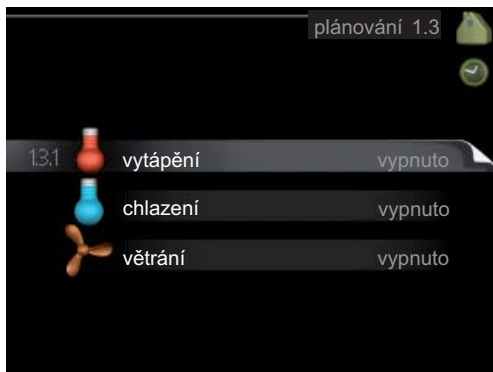 plánování 1.3
1.3.1 vytápění vypnuto
chlazení vypnuto
větrání vypnuto